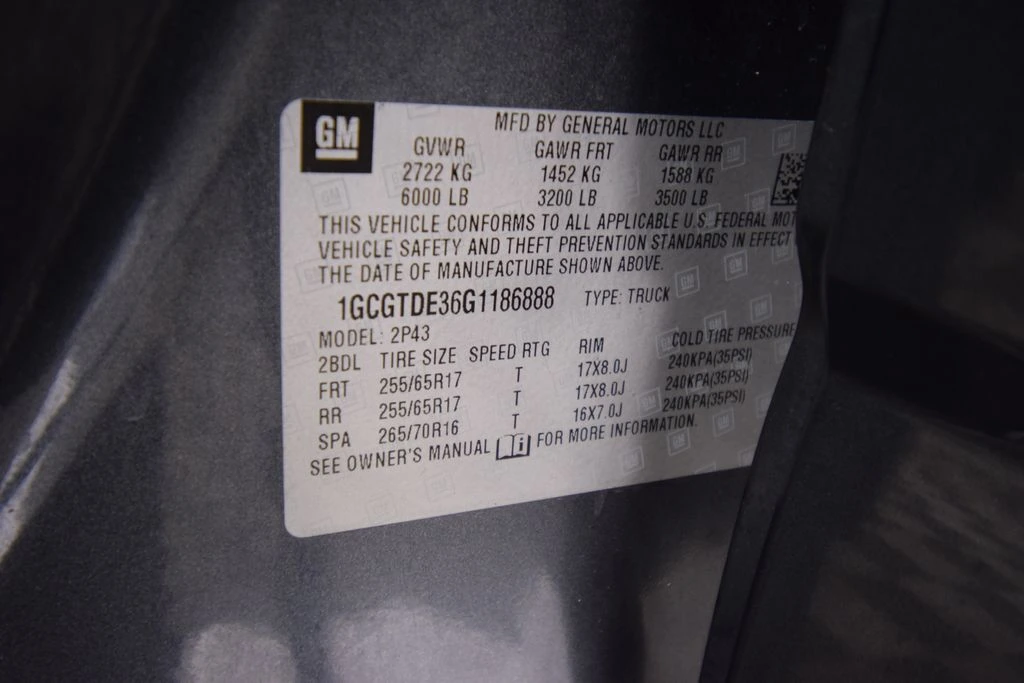 GM
MFD BY GENERAL MOTORS LLC
GVWR GAWR FRT GAWR RR
2722 KG 1452 KG 1588 KG
6000 LB 3200 LB 3500 LB
THIS VEHICLE CONFORMS TO ALL APPLICABLE U.S. FEDERAL MOT
VEHICLE SAFETY AND THEFT PREVENTION STANDARDS IN EFFECT
THE DATE OF MANUFACTURE SHOWN ABOVE.
1GCGTDE36G1186888 TYPE: TRUCK
MODEL: 2P43
2BDL TIRE SIZE SPEED RTG RIM COLD TIRE PRESSURE
FRT 255/65R17 T 17X8.0J 240KPA(35PSI)
RR 255/65R17 T 17X8.0J 240KPA(35PSI)
SPA 265/70R16 T 16X7.0J 240KPA(35PSI)
SEE OWNER'S MANUAL FOR MORE INFORMATION.